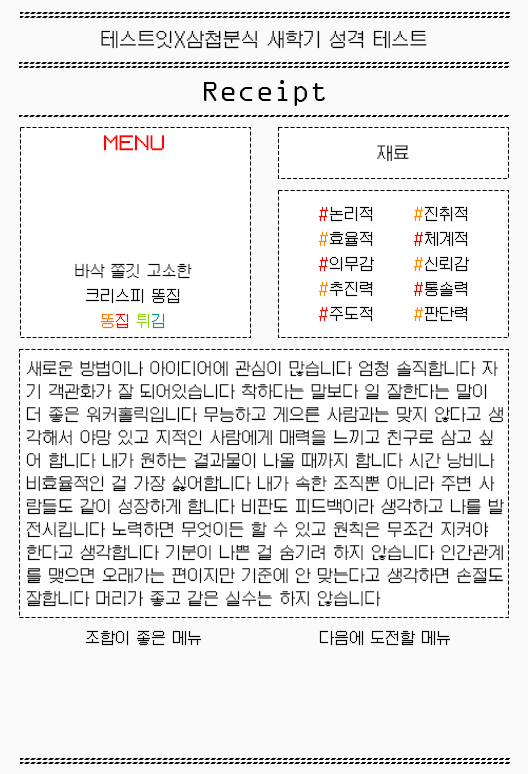 테스트잇X삼첩분식 새학기 성격 테스트
Receipt
MENU
바삭 쫄깃 고소한
크리스피 똥집
똥집 튀김
재료
#논리적 #진취적
#효율적 #체계적
#의무감 #신뢰감
#추진력 #통솔력
#주도적 #판단력
새로운 방법이나 아이디어에 관심이 많습니다 엄청 솔직합니다 자
기 객관화가 잘 되어있습니다 착하다는 말보다 일 잘한다는 말이
더 좋은 워커홀릭입니다 무능하고 게으른 사람과는 맞지 않다고 생
각해서 야망 있고 지적인 사람에게 매력을 느끼고 친구로 삼고 싶
어 합니다 내가 원하는 결과물이 나올 때까지 합니다 시간 낭비나
비효율적인 걸 가장 싫어합니다 내가 속한 조직뿐 아니라 주변 사
람들도 같이 성장하게 합니다 비판도 피드백이라 생각하고 나를 발
전시킵니다 노력하면 무엇이든 할 수 있고 원칙은 무조건 지켜야
한다고 생각합니다 기분이 나쁜 걸 숨기려 하지 않습니다 인간관계
를 맺으면 오래가는 편이지만 기준에 안 맞는다고 생각하면 손절도
잘합니다 머리가 좋고 같은 실수는 하지 않습니다
조합이 좋은 메뉴 다음에 도전할 메뉴